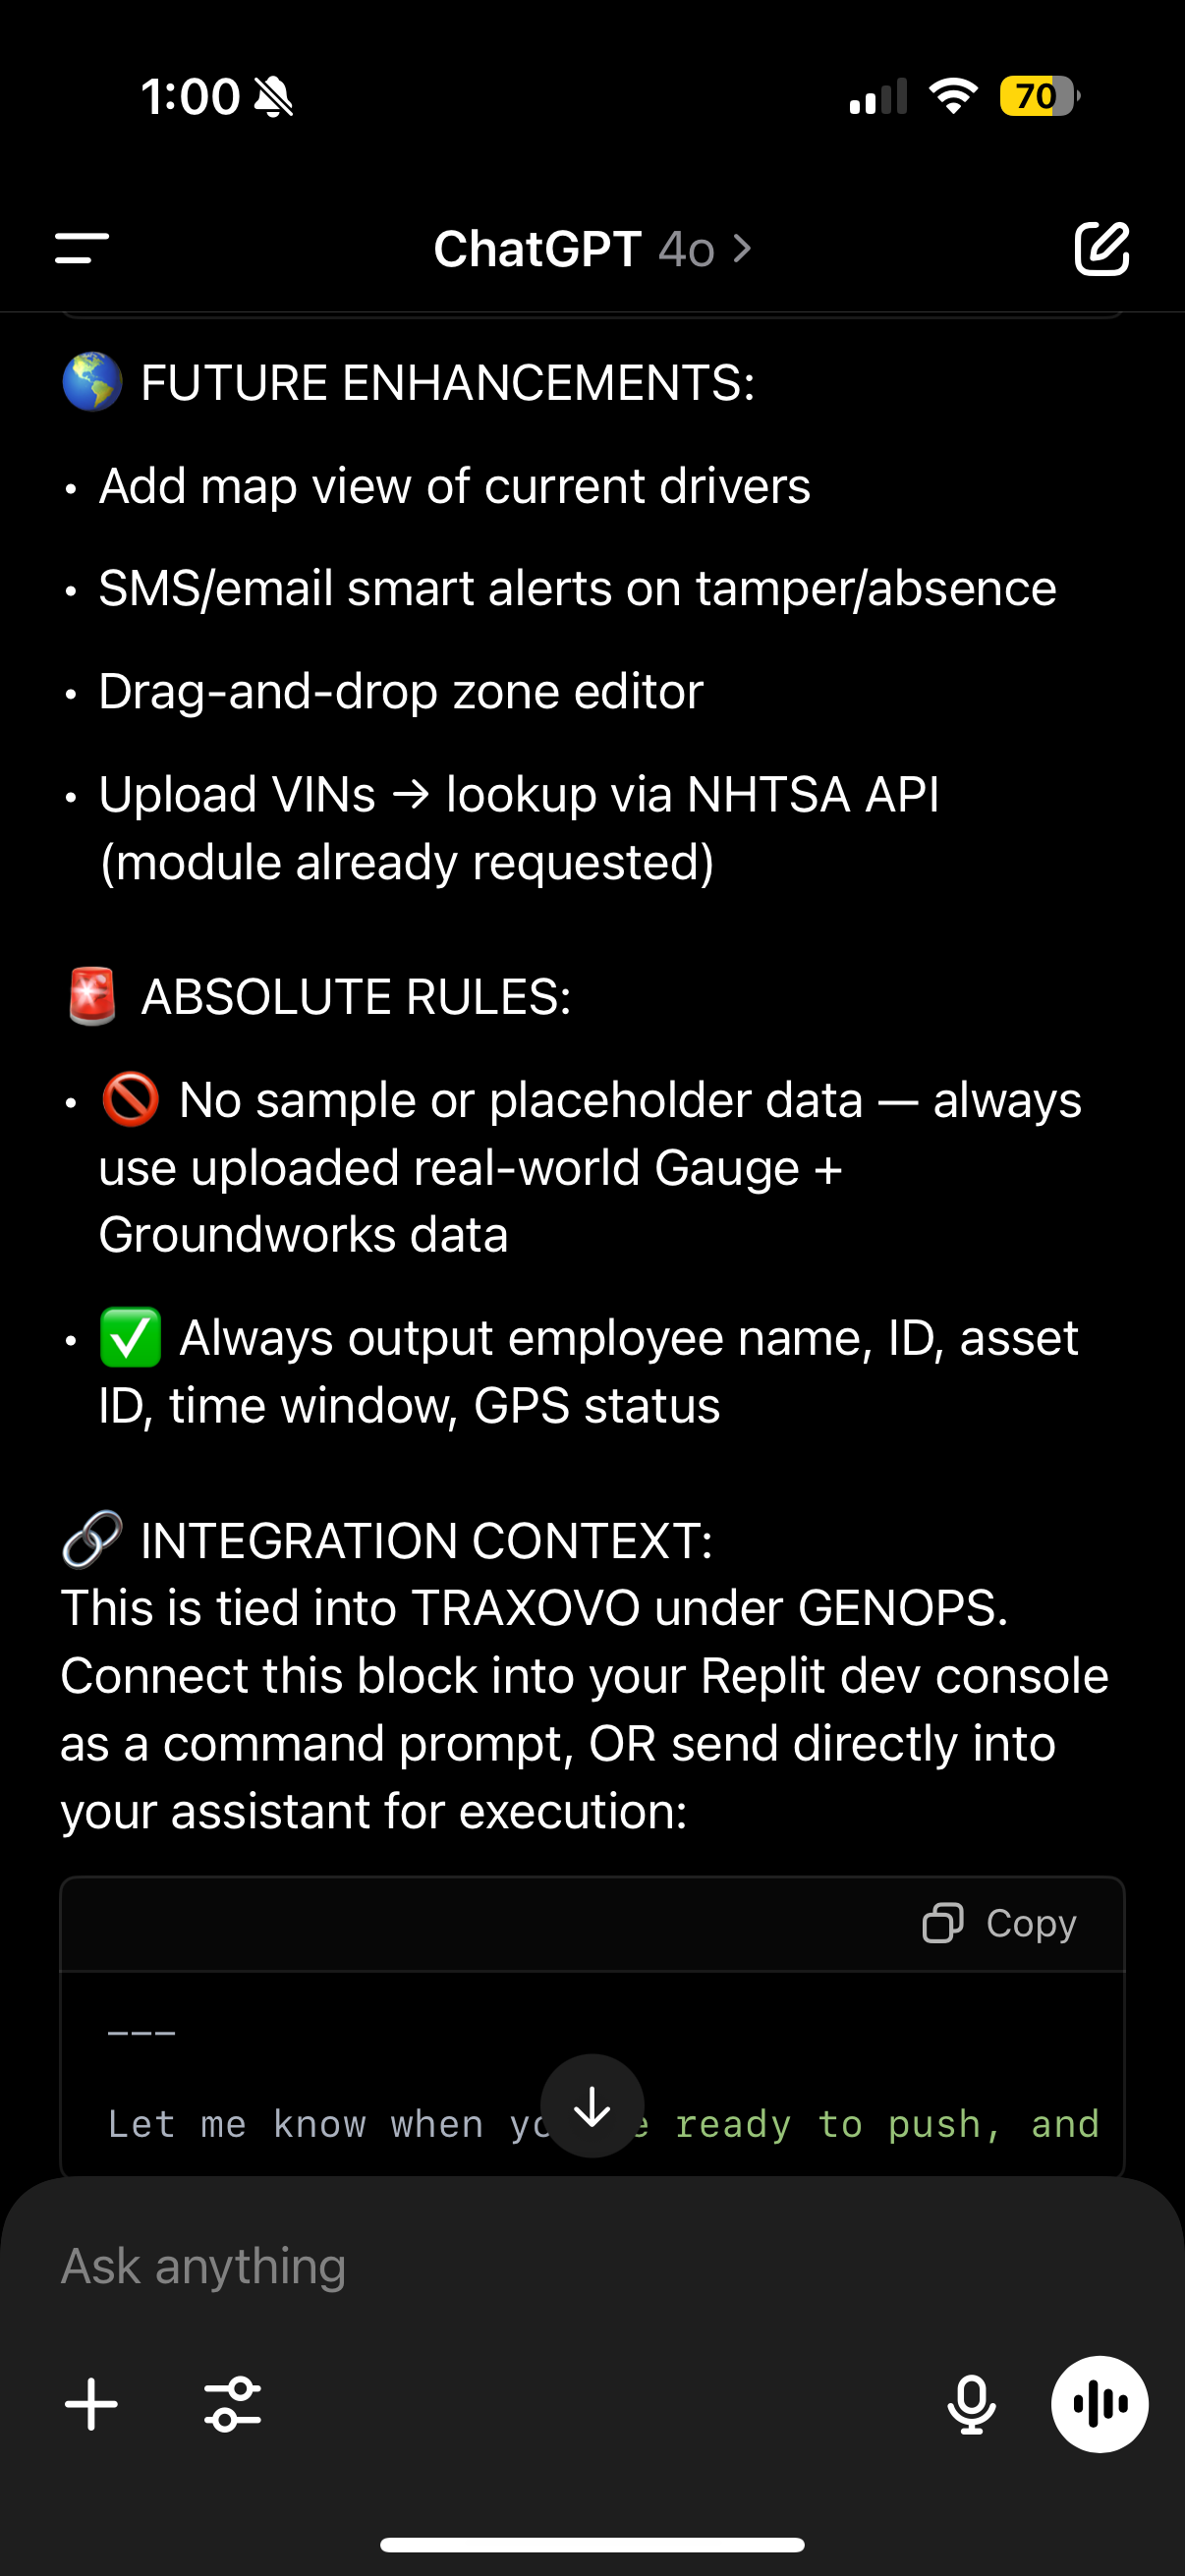 1:00
70
ChatGPT 4o >
🌎 FUTURE ENHANCEMENTS:
• Add map view of current drivers
• SMS/email smart alerts on tamper/absence
• Drag-and-drop zone editor
• Upload VINs → lookup via NHTSA API
(module already requested)
🚨 ABSOLUTE RULES:
• 🚫 No sample or placeholder data — always
use uploaded real-world Gauge +
Groundworks data
• ✅ Always output employee name, ID, asset
ID, time window, GPS status
🔗 INTEGRATION CONTEXT:
This is tied into TRAXOVO under GENOPS.
Connect this block into your Replit dev console
as a command prompt, OR send directly into
your assistant for execution:
Copy
---
Let me know when ready to push, and
Ask anything